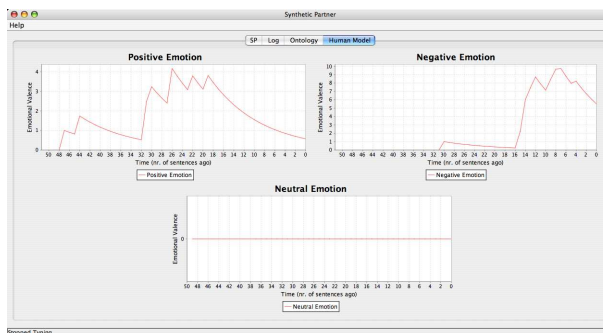 Synthetic Partner
Help
SP Log Ontology Human Model
Positive Emotion
Emotional Valence
4
3
2
1
0
50 48 46 44 42 40 38 36 34 32 30 28 26 24 22 20 18 16 14 12 10 8 6 4 2 0
Time (nr. of sentences ago)
Positive Emotion
Negative Emotion
Emotional Valence
10
9
8
7
6
5
4
3
2
1
0
50 48 46 44 42 40 38 36 34 32 30 28 26 24 22 20 18 16 14 12 10 8 6 4 2 0
Time (nr. of sentences ago)
Negative Emotion
Neutral Emotion
Emotional Valence
0
50 48 46 44 42 40 38 36 34 32 30 28 26 24 22 20 18 16 14 12 10 8 6 4 2 0
Time (nr. of sentences ago)
Neutral Emotion
Stopped Typing